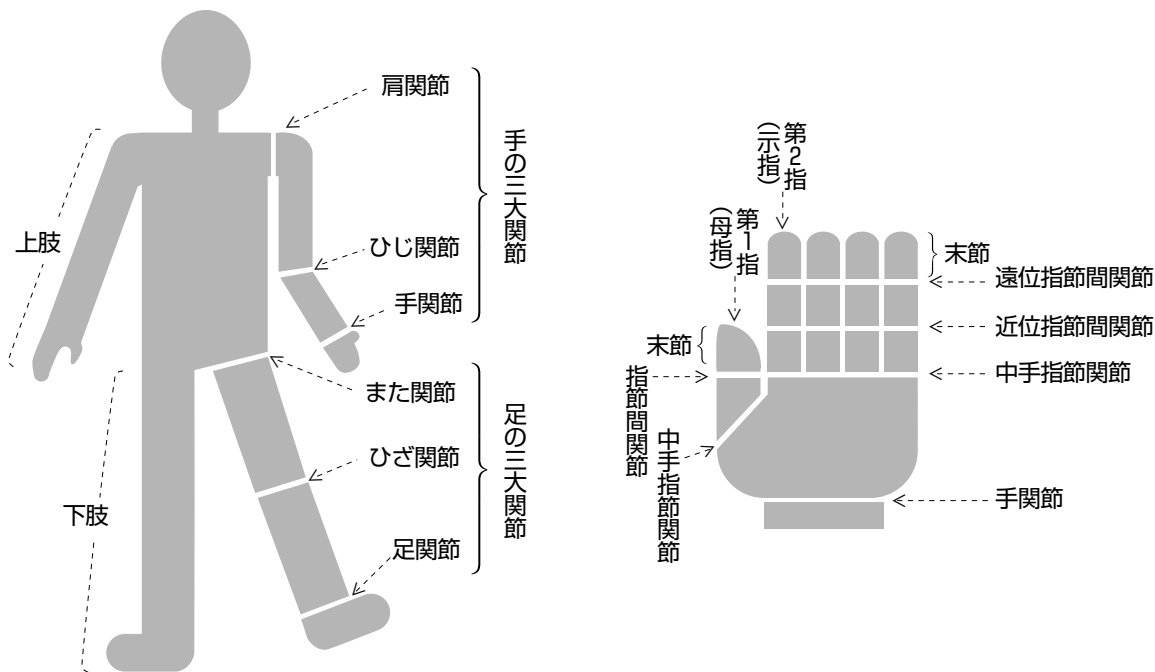 肩関節
手の三大関節
上肢
ひじ関節
手関節
また関節
ひざ関節
足の三大関節
下肢
足関節
第2指
(示指)
第1指
(母指)
末節
遠位指節間関節
近位指節間関節
末節
中手指節関節
指節間関節
中手指節関節
手関節